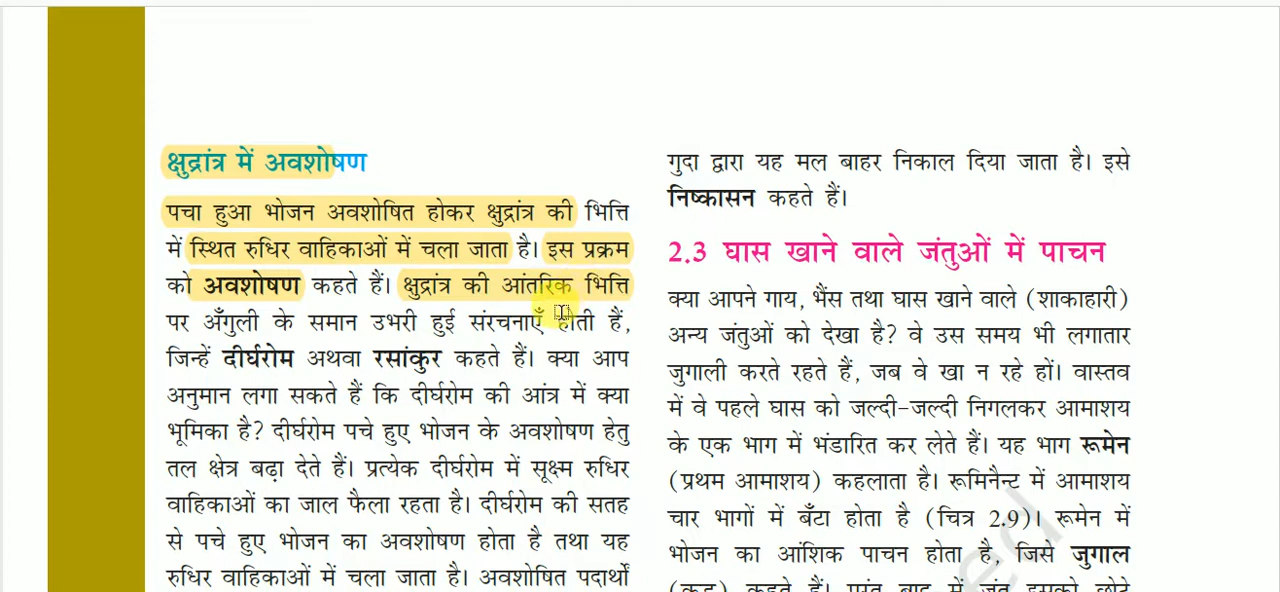 क्षुद्रांत्र में अवशोषण
पचा हुआ भोजन अवशोषित होकर क्षुद्रांत्र की भित्ति
में स्थित रुधिर वाहिकाओं में चला जाता है। इस प्रक्रम
को अवशोषण कहते हैं। क्षुद्रांत्र की आंतरिक भित्ति
पर अँगुली के समान उभरी हुई संरचनाएँ होती हैं,
जिन्हें दीर्घरोम अथवा रसांकुर कहते हैं। क्या आप
अनुमान लगा सकते हैं कि दीर्घरोम की आंत्र में क्या
भूमिका है? दीर्घरोम पचे हुए भोजन के अवशोषण हेतु
तल क्षेत्र बढ़ा देते हैं। प्रत्येक दीर्घरोम में सूक्ष्म रुधिर
वाहिकाओं का जाल फैला रहता है। दीर्घरोम की सतह
से पचे हुए भोजन का अवशोषण होता है तथा यह
रुधिर वाहिकाओं में चला जाता है। अवशोषित पदार्थों
गुदा द्वारा यह मल बाहर निकाल दिया जाता है। इसे
निष्कासन कहते हैं।
2.3 घास खाने वाले जंतुओं में पाचन
क्या आपने गाय, भैंस तथा घास खाने वाले (शाकाहारी)
अन्य जंतुओं को देखा है? वे उस समय भी लगातार
जुगाली करते रहते हैं, जब वे खा न रहे हों। वास्तव
में वे पहले घास को जल्दी-जल्दी निगलकर आमाशय
के एक भाग में भंडारित कर लेते हैं। यह भाग रूमेन
(प्रथम आमाशय) कहलाता है। रूमिनैन्ट में आमाशय
चार भागों में बँटा होता है (चित्र 2.9)। रूमेन में
भोजन का आंशिक पाचन होता है, जिसे जुगाल
कहते हैं। परंतु बाद में जंतु इसको छोटे